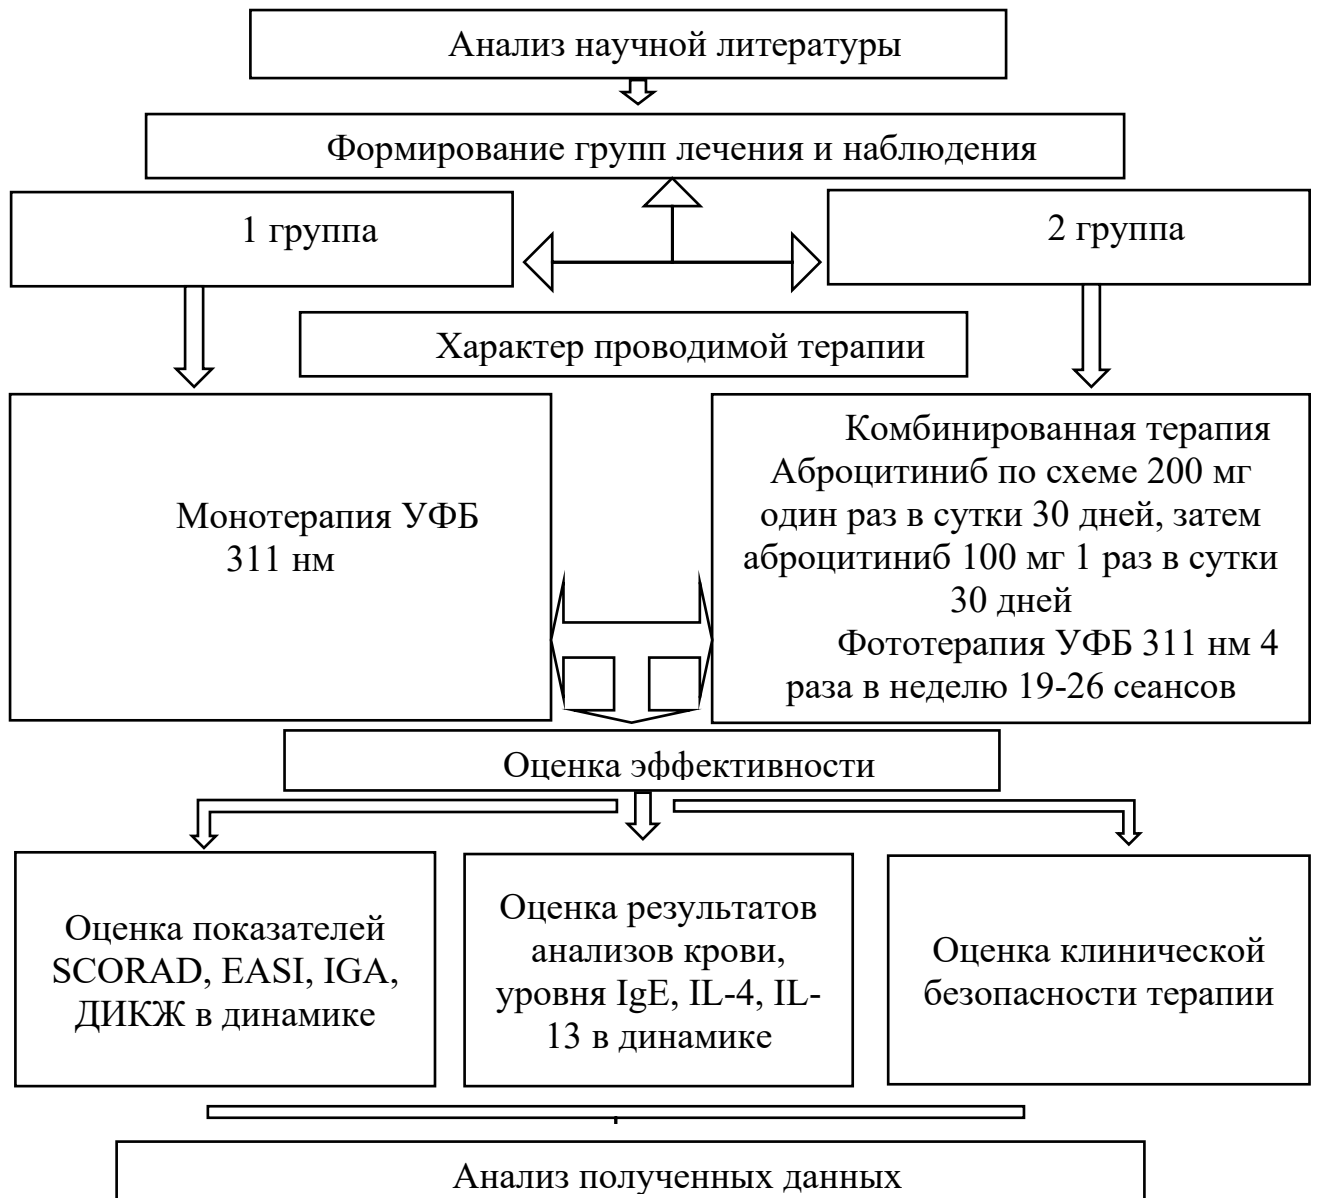 Анализ научной литературы
Формирование групп лечения и наблюдения
1 группа
2 группа
Характер проводимой терапии
Монотерапия УФБ
311 нм
Комбинированная терапия
Аброцитиниб по схеме 200 мг
один раз в сутки 30 дней, затем
аброцитиниб 100 мг 1 раз в сутки
30 дней
Фототерапия УФБ 311 нм 4
раза в неделю 19-26 сеансов
Оценка эффективности
Оценка показателей
SCORAD, EASI, IGA,
ДИКЖ в динамике
Оценка результатов
анализов крови,
уровня IgE, IL-4, IL-
13 в динамике
Оценка клинической
безопасности терапии
Анализ полученных данных